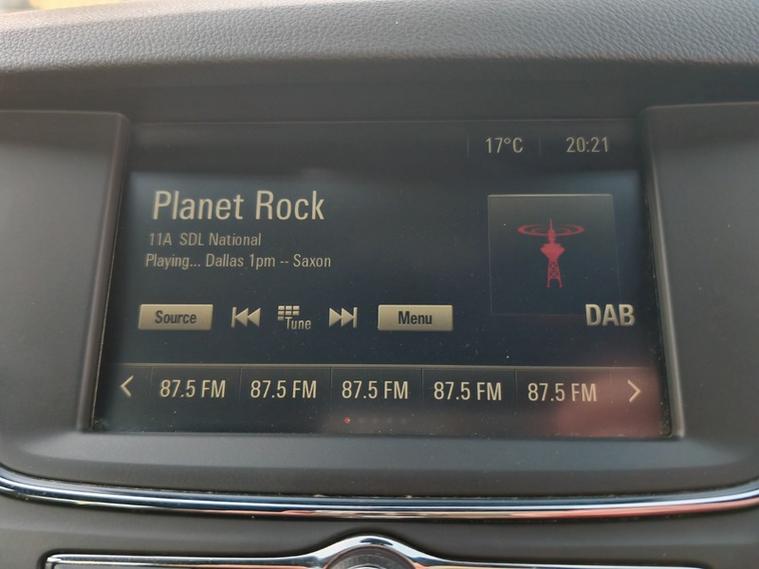 17°C 20:21
Planet Rock
11A SDL National
Playing... Dallas 1pm -- Saxon
Source Tune Menu
DAB
87.5 FM 87.5 FM 87.5 FM 87.5 FM 87.5 FM